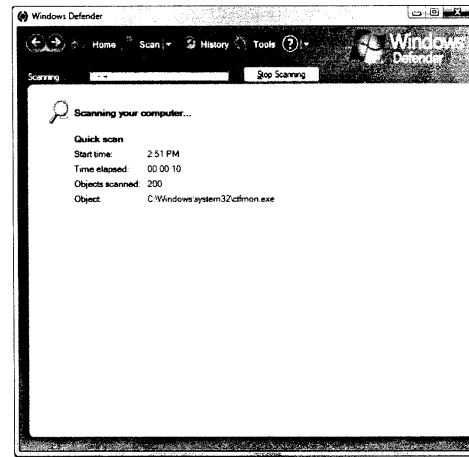 Windows Defender
Home Scan History Tools ?
Windows
Defender
Scanning Stop Scanning
Scanning your computer...
Quick scan
Start time: 2:51 PM
Time elapsed: 00:00:10
Objects scanned: 200
Object: C:\Windows\system32\ctfmon.exe